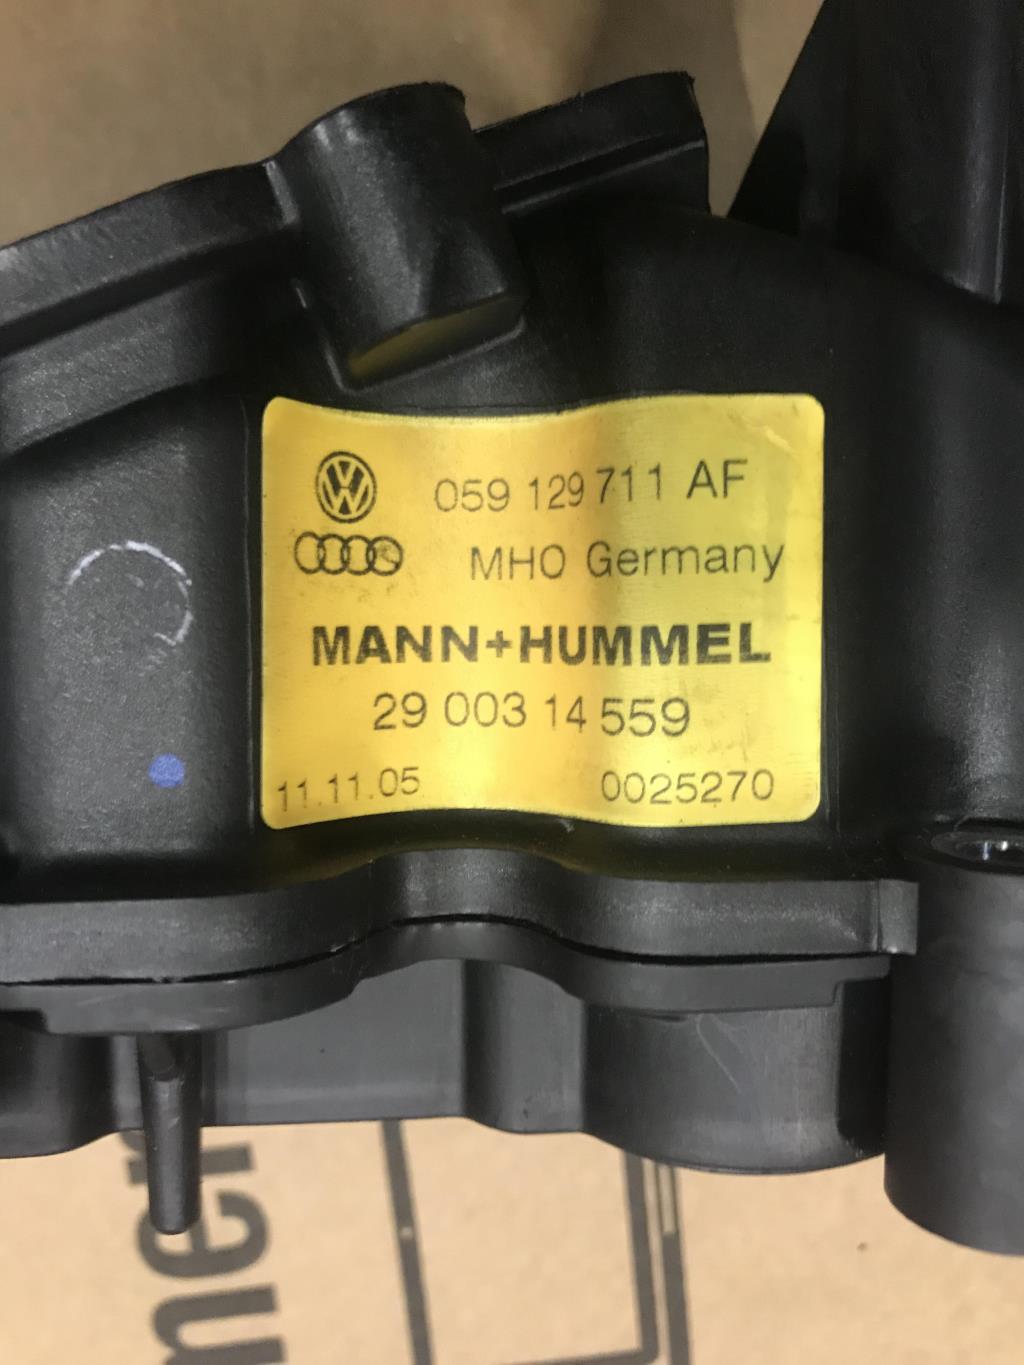 059 129 711 AF
MHO Germany
MANN+HUMMEL
29 003 14 559
11.11.05 0025270